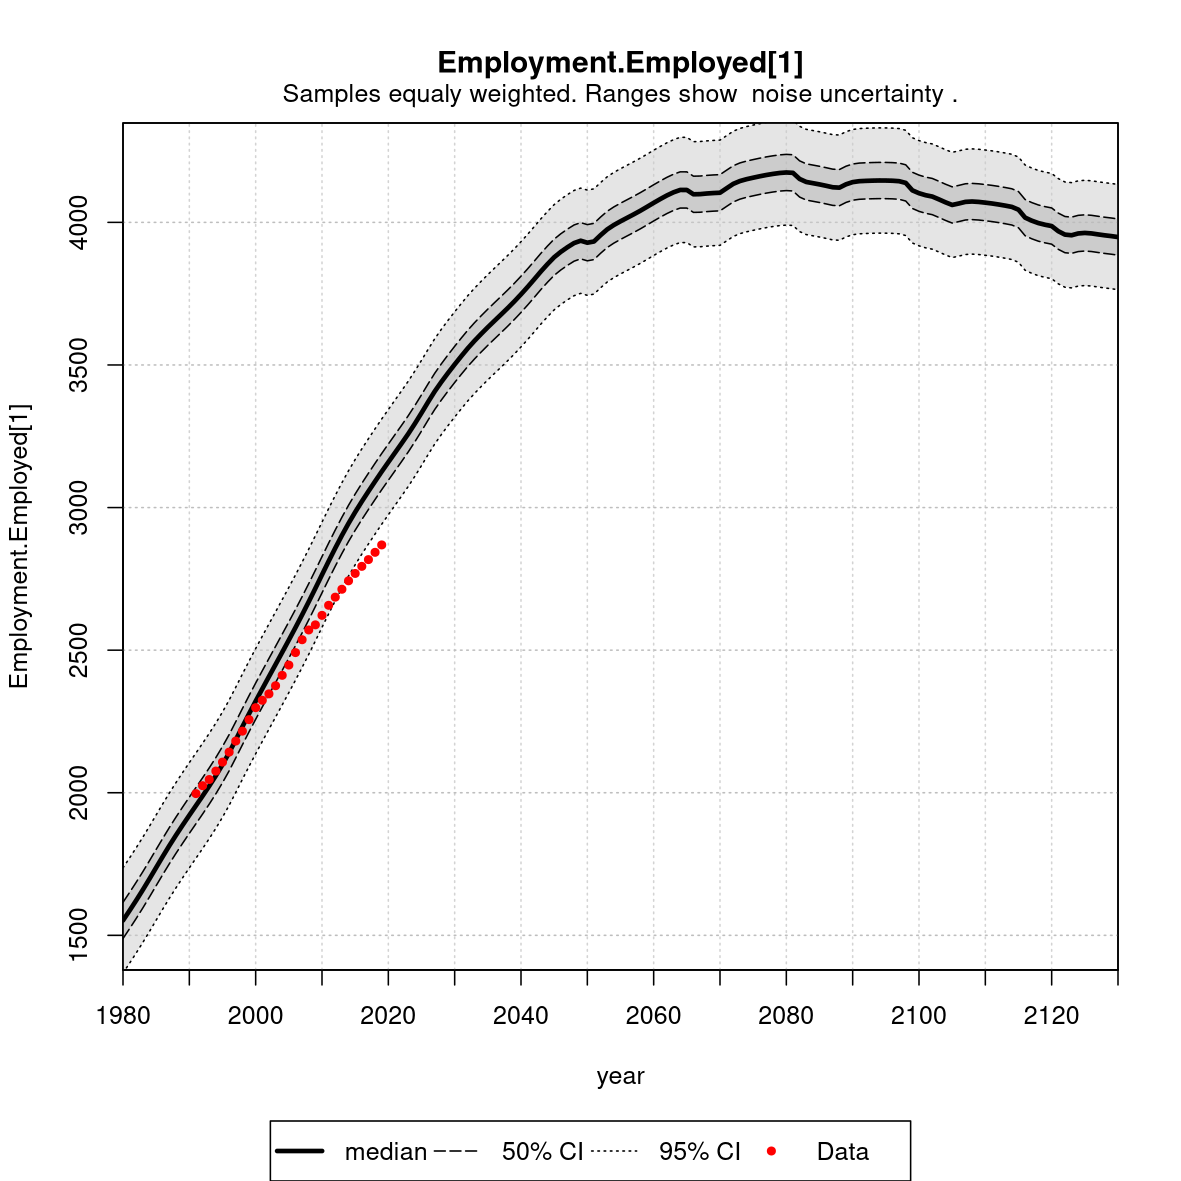 Employment.Employed[1]
Samples equaly weighted. Ranges show  noise uncertainty .
Employment.Employed[1]
4000
3500
3000
2500
2000
1500
1980 2000 2020 2040 2060 2080 2100 2120
year
median 50% CI 95% CI Data